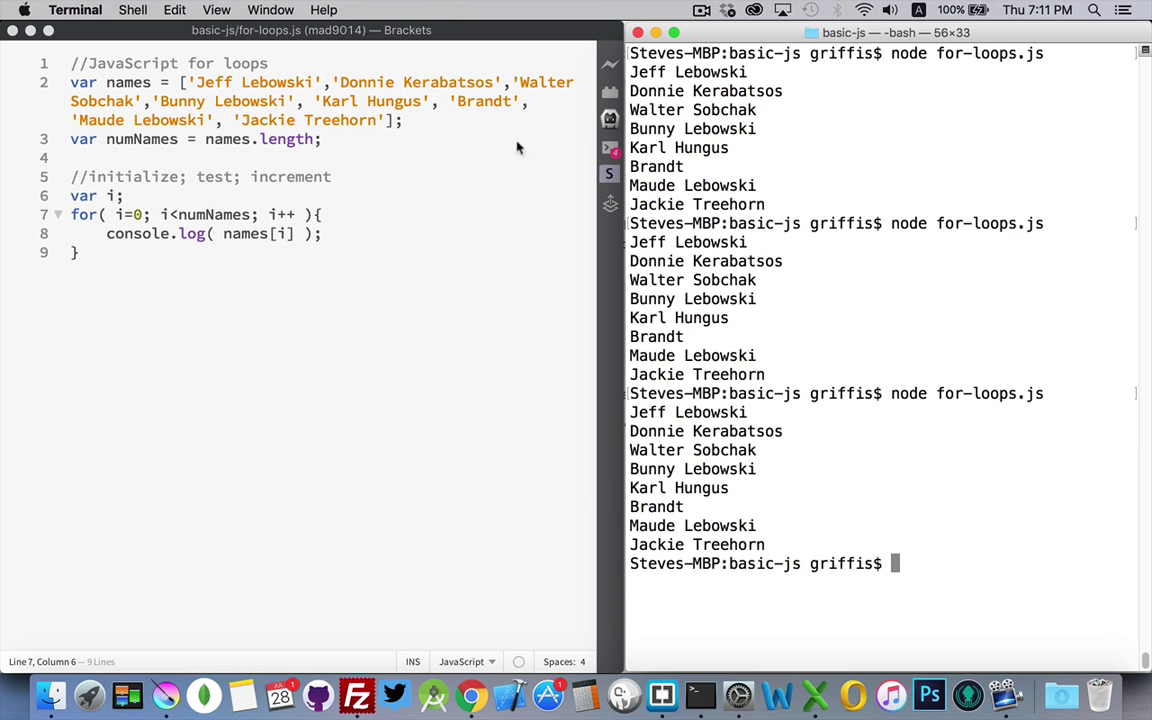 Terminal Shell Edit View Window Help 100% Thu 7:11 PM
basic-js/for-loops.js (mad9014) — Brackets
1 //JavaScript for loops
2 var names = ['Jeff Lebowski','Donnie Kerabatsos','Walter
Sobchak','Bunny Lebowski', 'Karl Hungus', 'Brandt',
'Maude Lebowski', 'Jackie Treehorn'];
3 var numNames = names.length;
4
5 //initialize; test; increment
6 var i;
7 for( i=0; i<numNames; i++ ){
8 console.log( names[i] );
9 }
Line 7, Column 6 — 9 Lines
INS JavaScript Spaces: 4
basic-js — -bash — 56×33
[Steves-MBP:basic-js griffis$ node for-loops.js ]
Jeff Lebowski
Donnie Kerabatsos
Walter Sobchak
Bunny Lebowski
Karl Hungus
Brandt
Maude Lebowski
Jackie Treehorn
[Steves-MBP:basic-js griffis$ node for-loops.js ]
Jeff Lebowski
Donnie Kerabatsos
Walter Sobchak
Bunny Lebowski
Karl Hungus
Brandt
Maude Lebowski
Jackie Treehorn
[Steves-MBP:basic-js griffis$ node for-loops.js ]
Jeff Lebowski
Donnie Kerabatsos
Walter Sobchak
Bunny Lebowski
Karl Hungus
Brandt
Maude Lebowski
Jackie Treehorn
Steves-MBP:basic-js griffis$